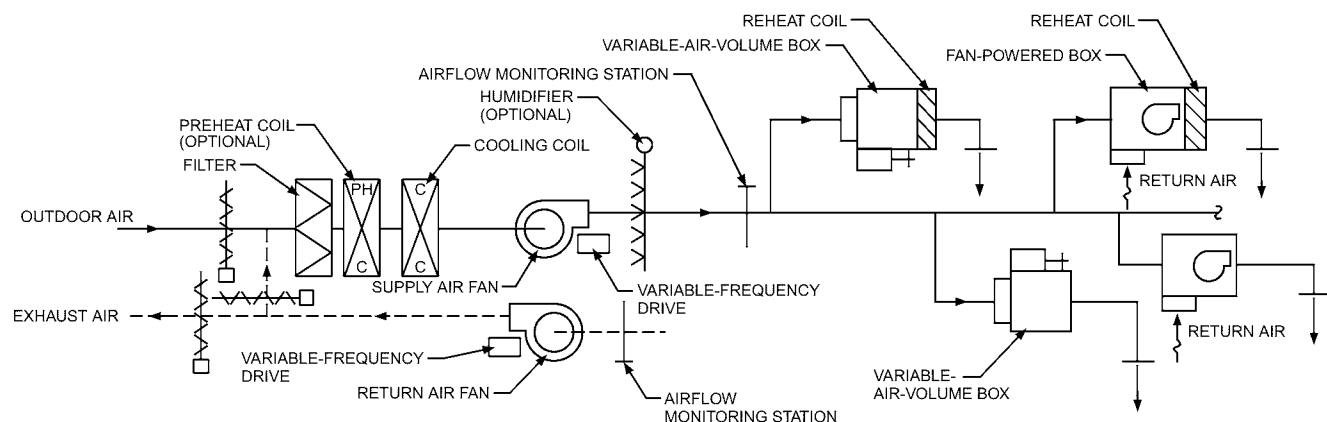 REHEAT COIL
VARIABLE-AIR-VOLUME BOX
REHEAT COIL
FAN-POWERED BOX
AIRFLOW MONITORING STATION
HUMIDIFIER
(OPTIONAL)
PREHEAT COIL
(OPTIONAL)
COOLING COIL
FILTER
PH
C
C
C
OUTDOOR AIR
RETURN AIR
SUPPLY AIR FAN
VARIABLE-FREQUENCY
DRIVE
EXHAUST AIR
VARIABLE-FREQUENCY
DRIVE
RETURN AIR FAN
AIRFLOW
MONITORING STATION
VARIABLE-
AIR-VOLUME BOX
RETURN AIR